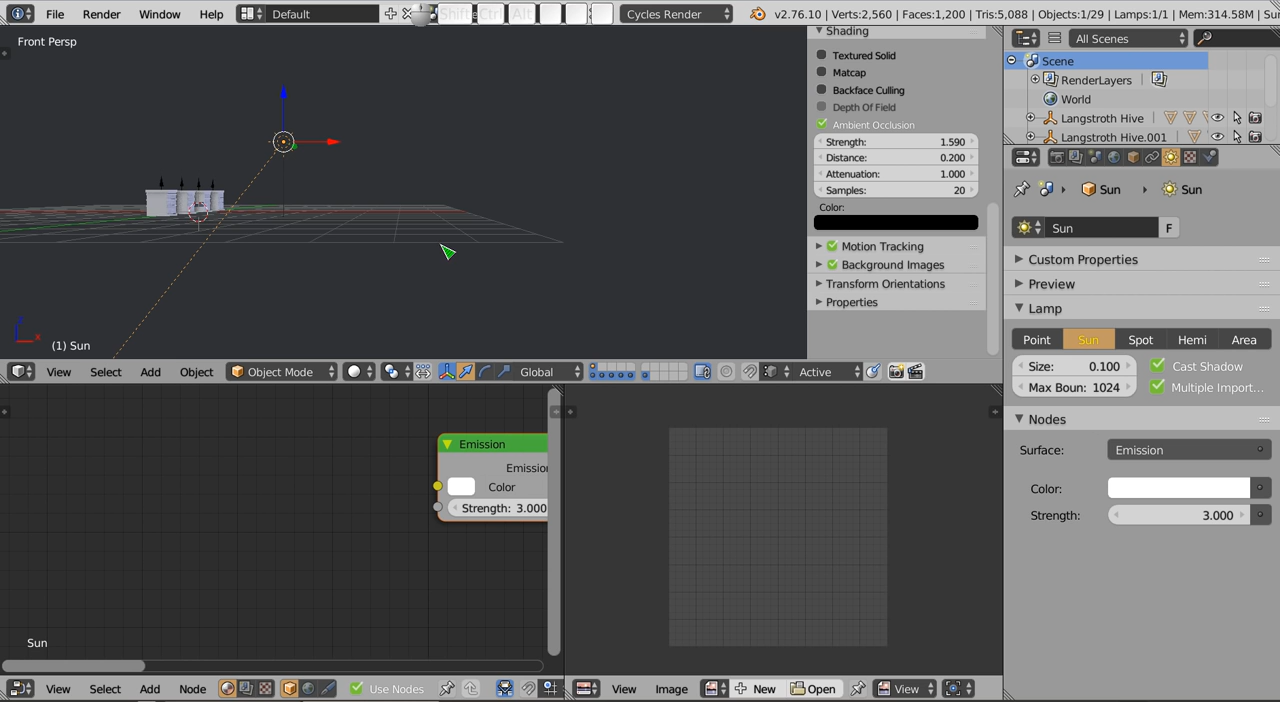 File Render Window Help Default Shift Ctrl Alt Cycles Render v2.76.10 | Verts:2,560 | Faces:1,200 | Tris:5,088 | Objects:1/29 | Lamps:1/1 | Mem:314.58M | Su
Front Persp
(1) Sun
Shading
Textured Solid
Matcap
Backface Culling
Depth Of Field
Ambient Occlusion
Strength: 1.590
Distance: 0.200
Attenuation: 1.000
Samples: 20
Color:
Motion Tracking
Background Images
Transform Orientations
Properties
View Select Add Object Object Mode Global Active
All Scenes
Scene
RenderLayers
World
Langstroth Hive
Langstroth Hive.001
Sun Sun
Sun F
Custom Properties
Preview
Lamp
Point Sun Spot Hemi Area
Size: 0.100 Cast Shadow
Max Boun: 1024 Multiple Import...
Nodes
Surface: Emission
Color:
Strength: 3.000
Emission
Emission
Color
Strength: 3.000
Sun
View Select Add Node Use Nodes
View Image New Open View